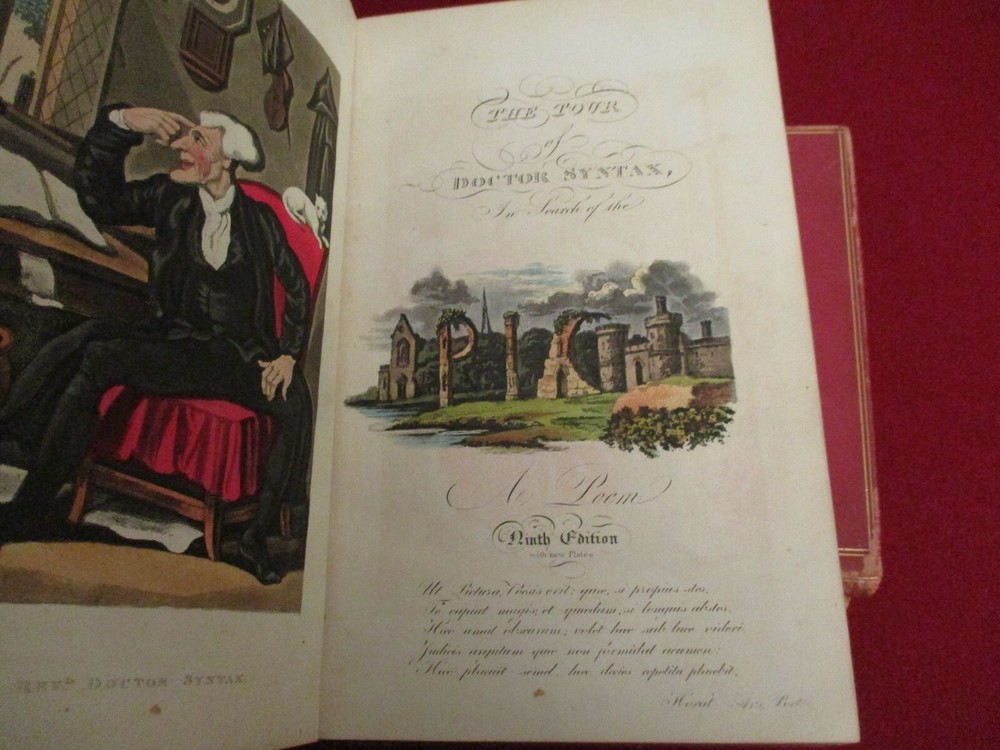 REVD. DOCTOR SYNTAX.
THE TOUR
of
DOCTOR SYNTAX,
In Search of the
PIC
A Poem
Ninth Edition
with new Plates
Ut Pictura, Poesis erit; quæ, si propius stes,
Te capiat magis; et quædam, si longius abstes.
Hæc amat obscurum; volet hæc sub luce videri
Judicis argutum quæ non formidat acumen:
Hæc placuit semel, hæc decies repetita placebit.
Horat Ars Poet